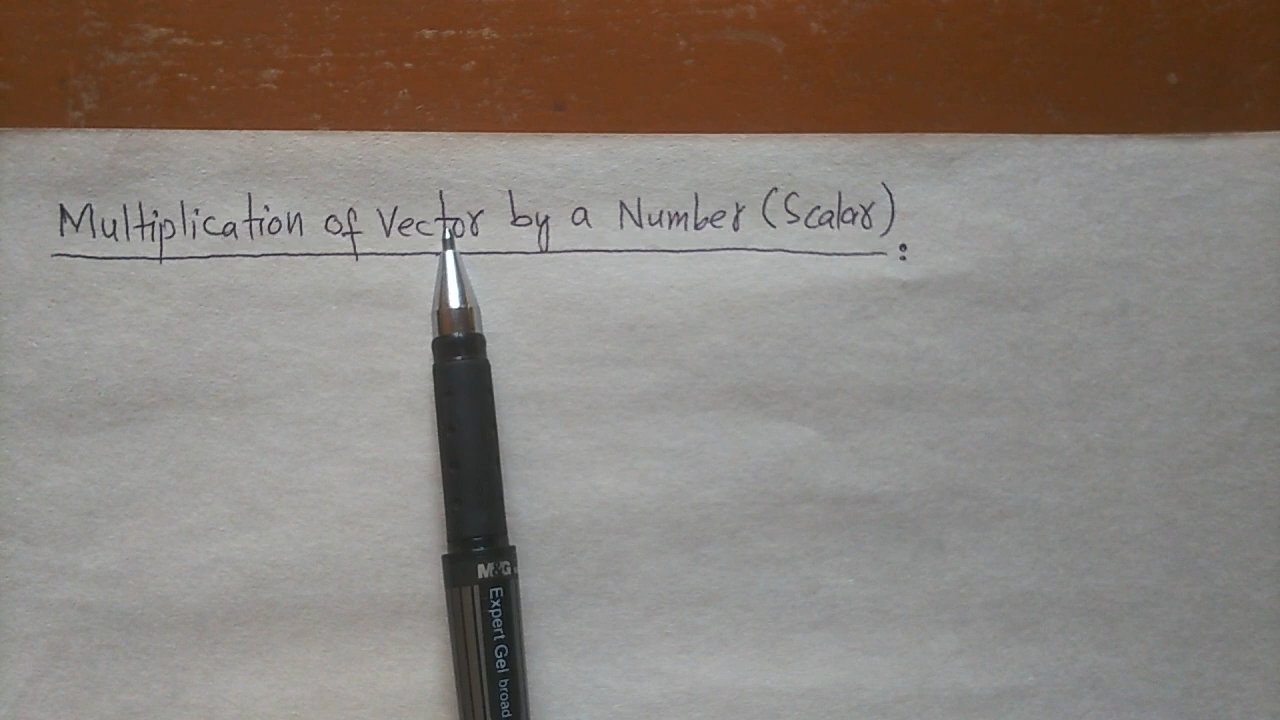 Multiplication of Vector by a Number (Scalar) :
M&G
Expert Gel broad